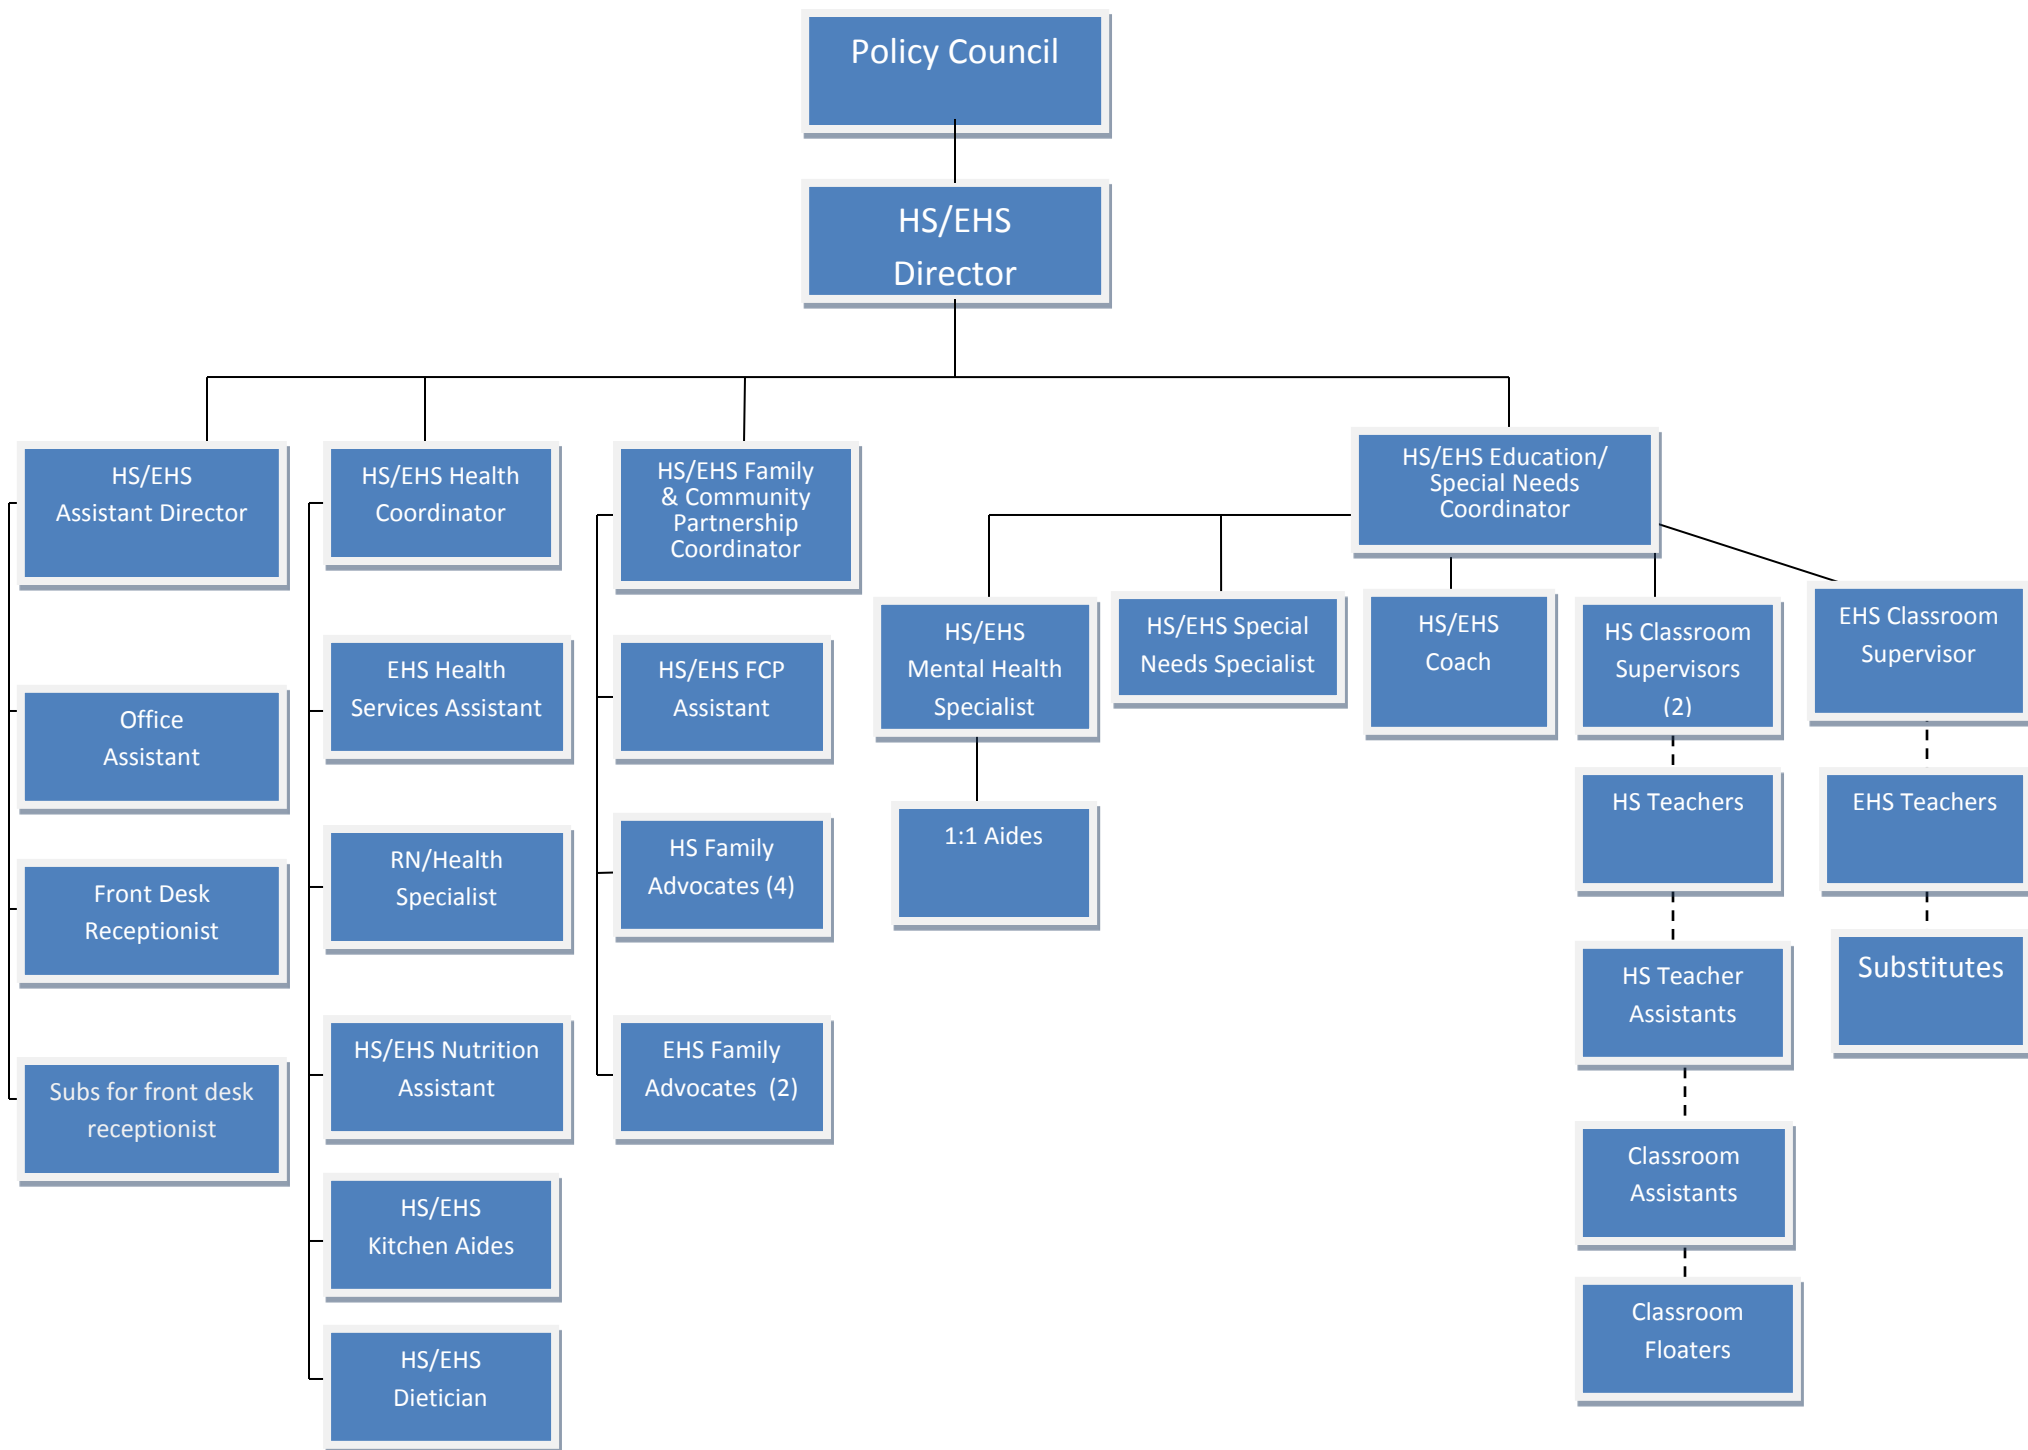 Policy Council
HS/EHS
Director
HS/EHS
Assistant Director
Office
Assistant
Front Desk
Receptionist
Subs for front desk
receptionist
HS/EHS Health
Coordinator
EHS Health
Services Assistant
RN/Health
Specialist
HS/EHS Nutrition
Assistant
HS/EHS
Kitchen Aides
HS/EHS
Dietician
HS/EHS Family
& Community
Partnership
Coordinator
HS/EHS FCP
Assistant
HS Family
Advocates (4)
EHS Family
Advocates (2)
HS/EHS Education/
Special Needs
Coordinator
HS/EHS
Mental Health
Specialist
1:1 Aides
HS/EHS Special
Needs Specialist
HS/EHS
Coach
HS Classroom
Supervisors
(2)
HS Teachers
HS Teacher
Assistants
Classroom
Assistants
Classroom
Floaters
EHS Classroom
Supervisor
EHS Teachers
Substitutes